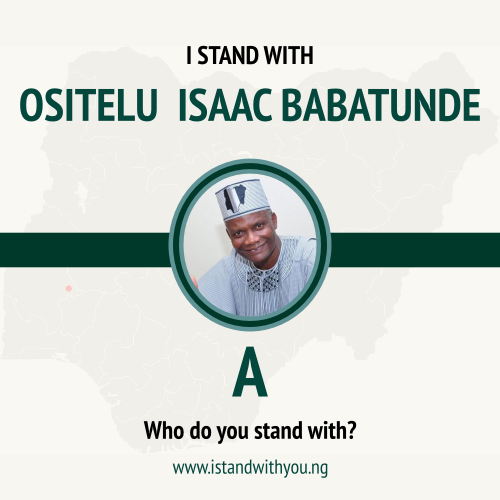 I STAND WITH
OSITELU ISAAC BABATUNDE
A
Who do you stand with?
www.istandwithyou.ng